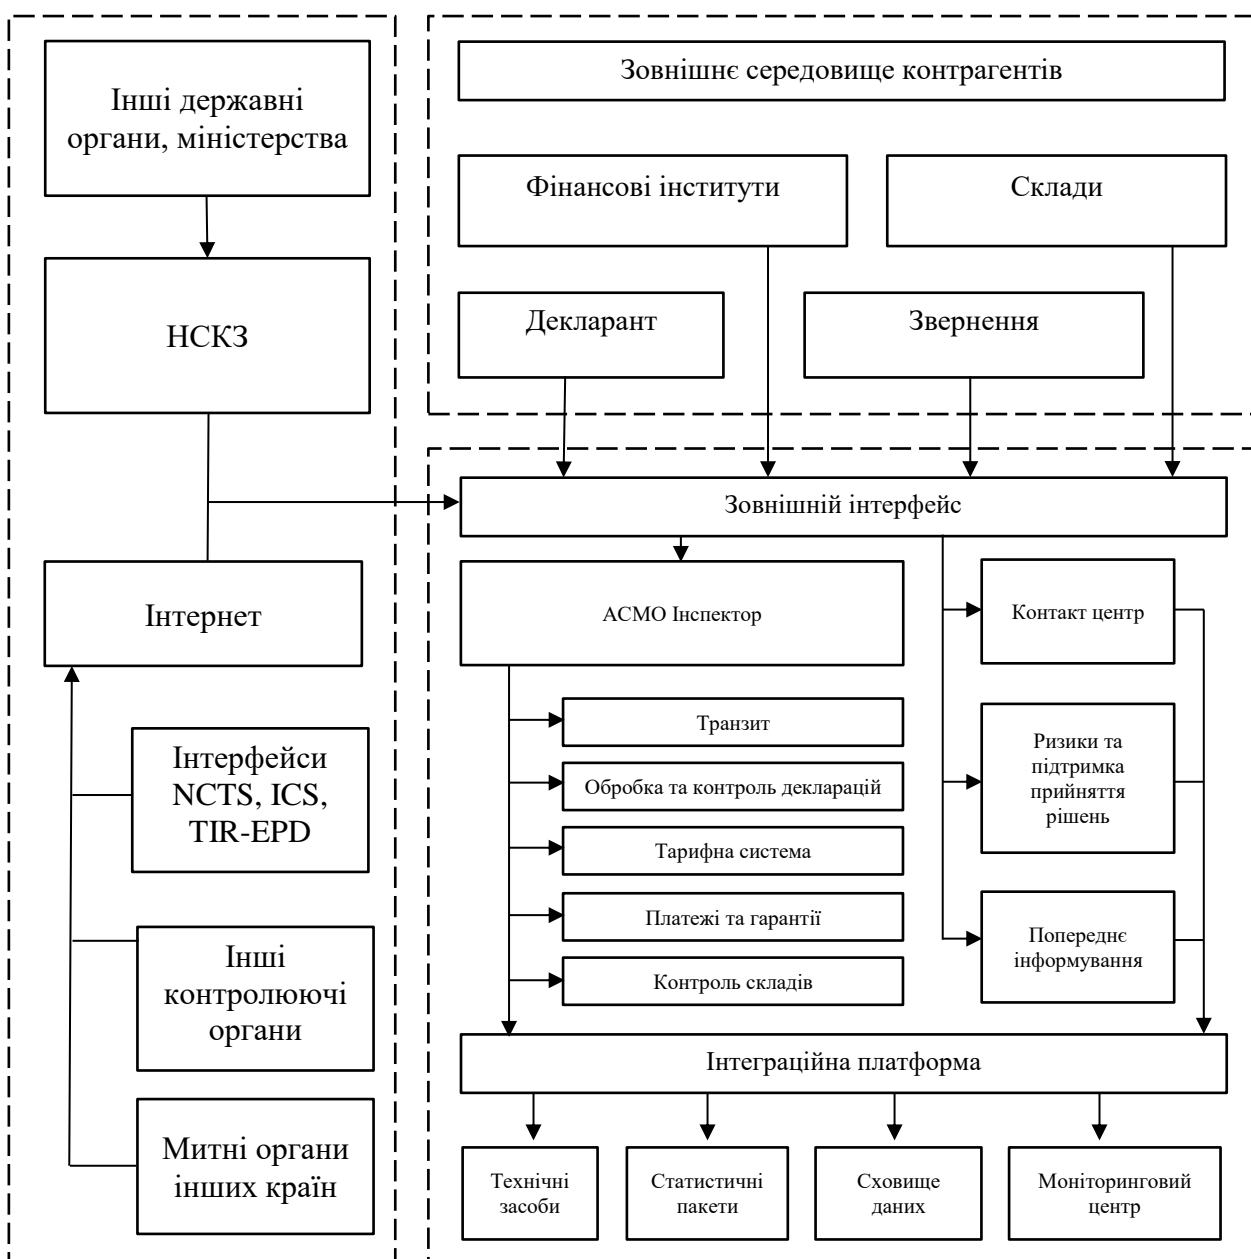 Інші державні
органи, міністерства
НСКЗ
Інтернет
Інтерфейси
NCTS, ICS,
TIR-EPD
Інші
контролюючі
органи
Митні органи
інших країн
Зовнішнє середовище контрагентів
Фінансові інститути
Склади
Декларант
Звернення
Зовнішній інтерфейс
АСМО Інспектор
Транзит
Обробка та контроль декларацій
Тарифна система
Платежі та гарантії
Контроль складів
Контакт центр
Ризики та
підтримка
прийняття
рішень
Попереднє
інформування
Інтеграційна платформа
Технічні
засоби
Статистичні
пакети
Сховище
даних
Моніторинговий
центр